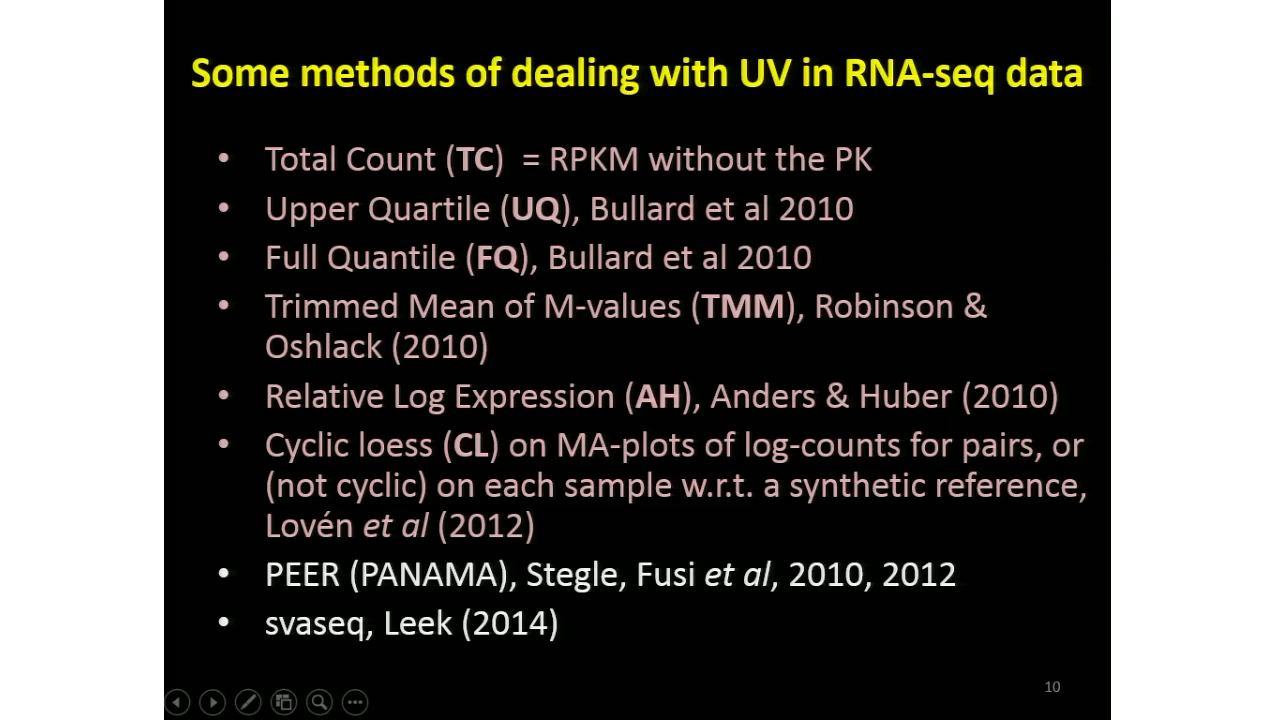 Some methods of dealing with UV in RNA-seq data
• Total Count (TC)  = RPKM without the PK
• Upper Quartile (UQ), Bullard et al 2010
• Full Quantile (FQ), Bullard et al 2010
• Trimmed Mean of M-values (TMM), Robinson &
Oshlack (2010)
• Relative Log Expression (AH), Anders & Huber (2010)
• Cyclic loess (CL) on MA-plots of log-counts for pairs, or
(not cyclic) on each sample w.r.t. a synthetic reference,
Lovén et al (2012)
• PEER (PANAMA), Stegle, Fusi et al, 2010, 2012
• svaseq, Leek (2014)
10